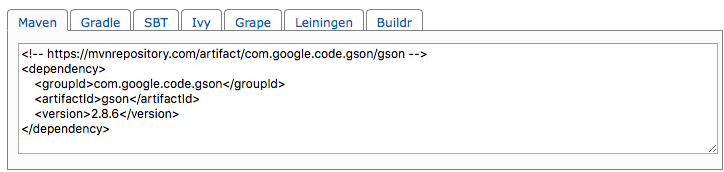 Maven Gradle SBT Ivy Grape Leiningen Buildr
<!-- https://mvnrepository.com/artifact/com.google.code.gson/gson -->
<dependency>
    <groupId>com.google.code.gson</groupId>
    <artifactId>gson</artifactId>
    <version>2.8.6</version>
</dependency>